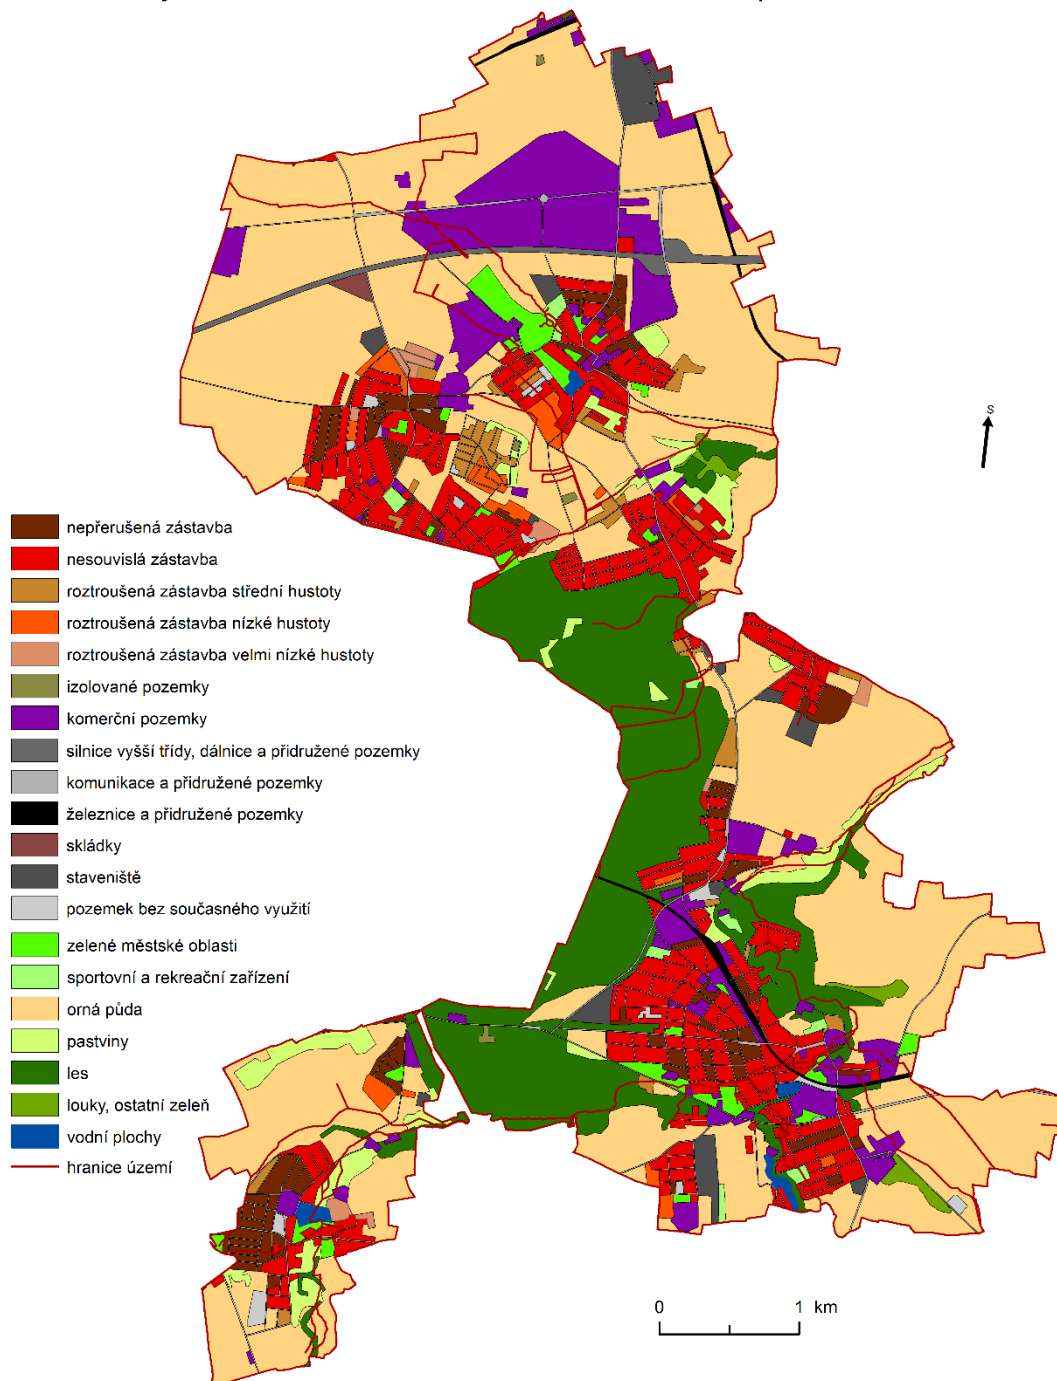 S
nepřerušená zástavba
nesouvislá zástavba
roztroušená zástavba střední hustoty
roztroušená zástavba nízké hustoty
roztroušená zástavba velmi nízké hustoty
izolované pozemky
komerční pozemky
silnice vyšší třídy, dálnice a přidružené pozemky
komunikace a přidružené pozemky
železnice a přidružené pozemky
skládky
staveniště
pozemek bez současného využití
zelené městské oblasti
sportovní a rekreační zařízení
orná půda
pastviny
les
louky, ostatní zeleň
vodní plochy
hranice území
0 1 km